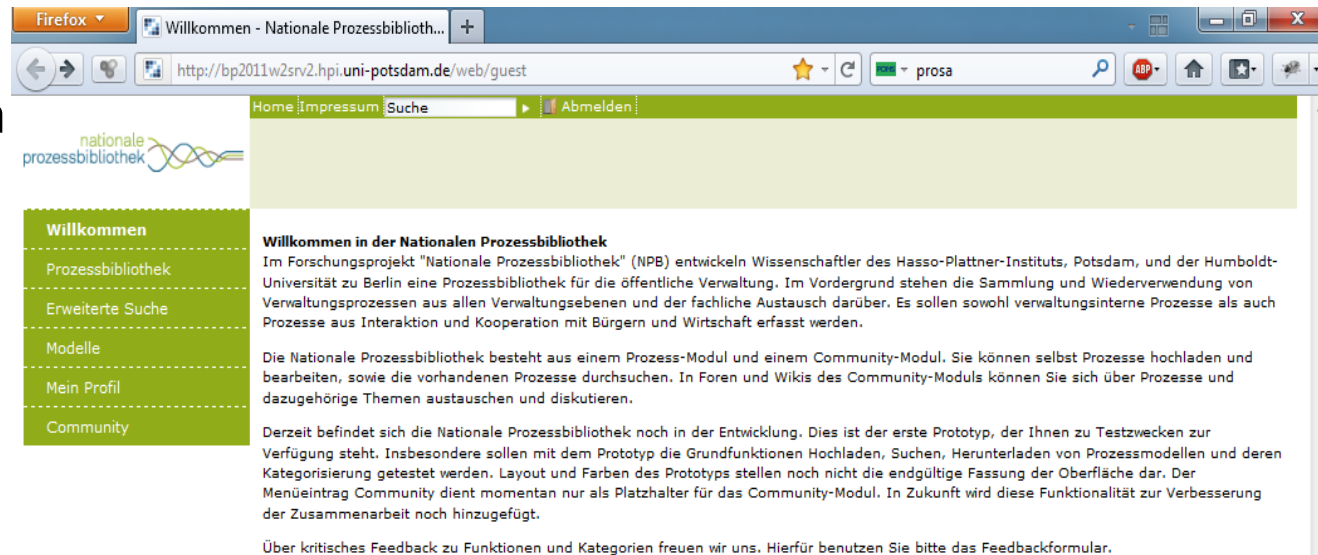 Firefox
Willkommen - Nationale Prozessbiblioth...
http://bp2011w2srv2.hpi.uni-potsdam.de/web/guest
PONS
prosa
ABP
Home Impressum Suche Abmelden
nationale
prozessbibliothek
Willkommen
Prozessbibliothek
Erweiterte Suche
Modelle
Mein Profil
Community
Willkommen in der Nationalen Prozessbibliothek
Im Forschungsprojekt "Nationale Prozessbibliothek" (NPB) entwickeln Wissenschaftler des Hasso-Plattner-Instituts, Potsdam, und der Humboldt-
Universität zu Berlin eine Prozessbibliothek für die öffentliche Verwaltung. Im Vordergrund stehen die Sammlung und Wiederverwendung von
Verwaltungsprozessen aus allen Verwaltungsebenen und der fachliche Austausch darüber. Es sollen sowohl verwaltungsinterne Prozesse als auch
Prozesse aus Interaktion und Kooperation mit Bürgern und Wirtschaft erfasst werden.
Die Nationale Prozessbibliothek besteht aus einem Prozess-Modul und einem Community-Modul. Sie können selbst Prozesse hochladen und
bearbeiten, sowie die vorhandenen Prozesse durchsuchen. In Foren und Wikis des Community-Moduls können Sie sich über Prozesse und
dazugehörige Themen austauschen und diskutieren.
Derzeit befindet sich die Nationale Prozessbibliothek noch in der Entwicklung. Dies ist der erste Prototyp, der Ihnen zu Testzwecken zur
Verfügung steht. Insbesondere sollen mit dem Prototyp die Grundfunktionen Hochladen, Suchen, Herunterladen von Prozessmodellen und deren
Kategorisierung getestet werden. Layout und Farben des Prototyps stellen noch nicht die endgültige Fassung der Oberfläche dar. Der
Menüeintrag Community dient momentan nur als Platzhalter für das Community-Modul. In Zukunft wird diese Funktionalität zur Verbesserung
der Zusammenarbeit noch hinzugefügt.
Über kritisches Feedback zu Funktionen und Kategorien freuen wir uns. Hierfür benutzen Sie bitte das Feedbackformular.